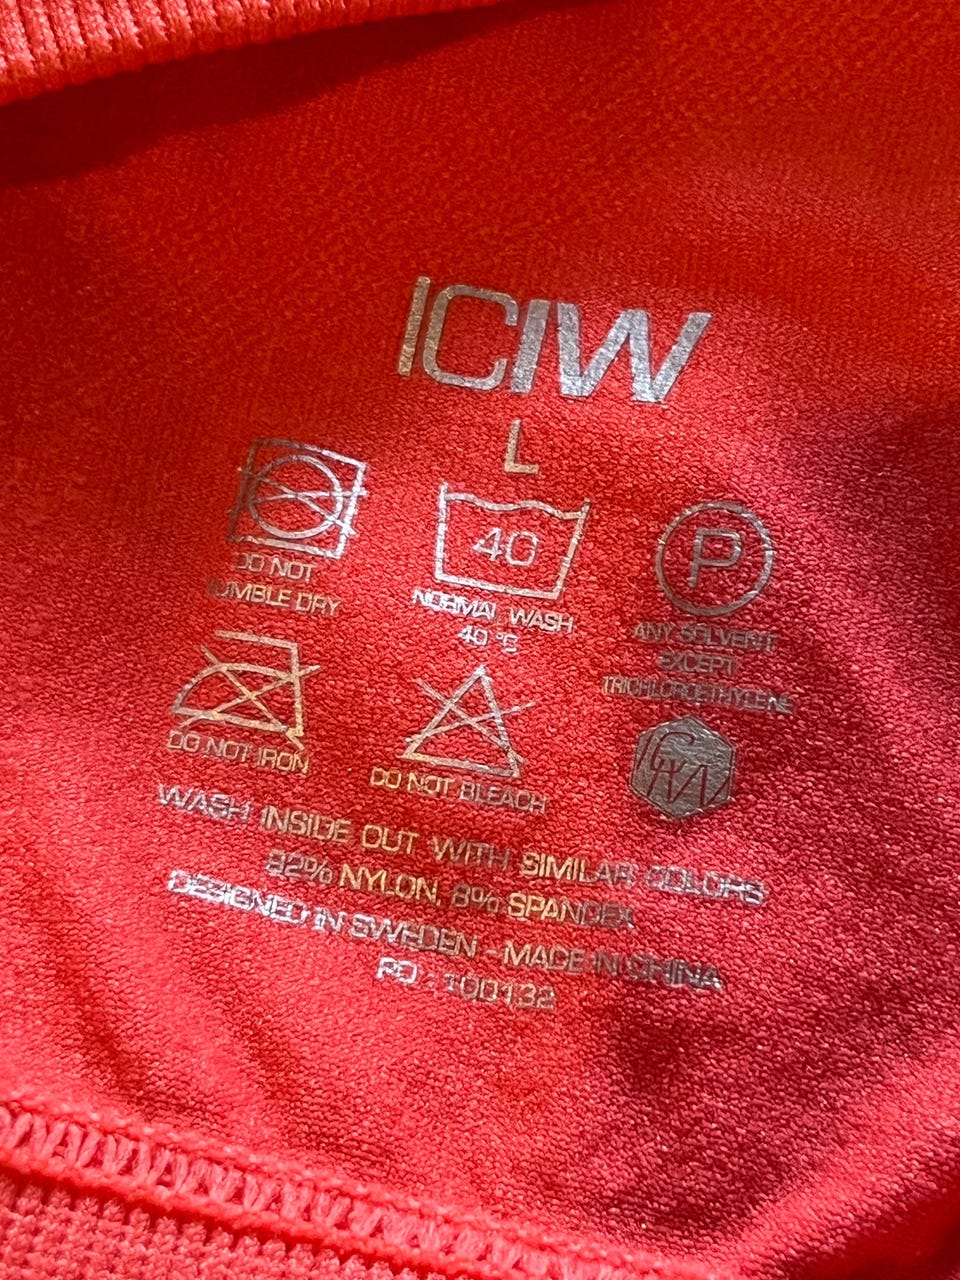 ICIW
L
DO NOT
TUMBLE DRY
40
NORMAL WASH
40 °C
P
ANY SOLVENT
EXCEPT
TRICHLOROETHYLENE
DO NOT IRON
DO NOT BLEACH
ICANIWILL
WASH INSIDE OUT WITH SIMILAR COLORS
92% NYLON, 8% SPANDEX
DESIGNED IN SWEDEN - MADE IN CHINA
PO : 100132